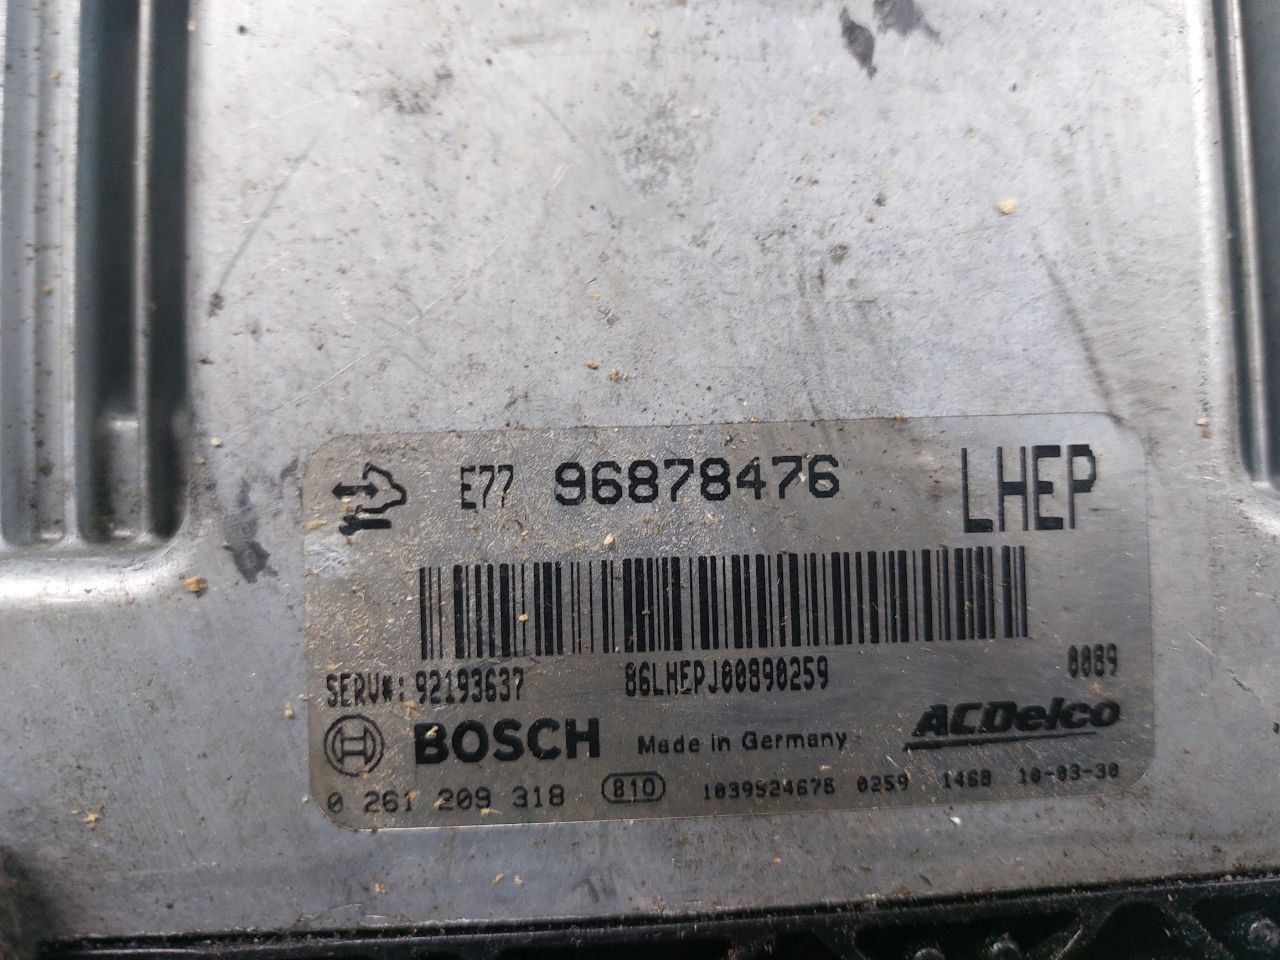 E77 96878476 LHEP
SERV#: 92193637 86LHEPJ00890259 0089
BOSCH Made in Germany ACDelco
0 261 209 318 810 1039S24676 0259 1468 10-03-30